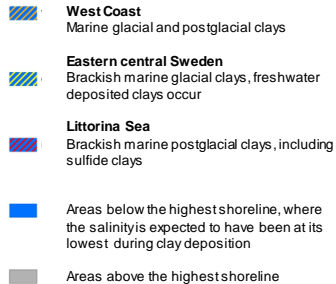 West Coast
Marine glacial and postglacial clays
Eastern central Sweden
Brackish marine glacial clays, freshwater
deposited clays occur
Littorina Sea
Brackish marine postglacial clays, including
sulfide clays
Areas below the highest shoreline, where
the salinity is expected to have been at its
lowest during clay deposition
Areas above the highest shoreline